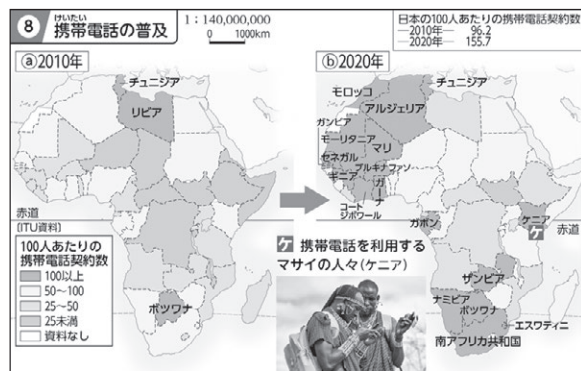 8
けいたい
携帯電話の普及
1：140,000,000
0 1000km
日本の100人あたりの携帯電話契約数
―2010年― 96.2
―2020年― 155.7
ⓐ2010年
チュニジア
リビア
ボツワナ
赤道
[ITU資料]
100人あたりの
携帯電話契約数
100以上
50〜100
25〜50
25未満
資料なし
ⓑ2020年
チュニジア
モロッコ
アルジェリア
ガンビア
モーリタニア
マリ
セネガル
ブルキナファソ
ギニア
ガーナ
コート
ジボワール
ガボン
ケニア
ケ
赤道
ザンビア
ナミビア
ボツワナ
エスワティニ
南アフリカ共和国
ケ 携帯電話を利用する
マサイの人々(ケニア)